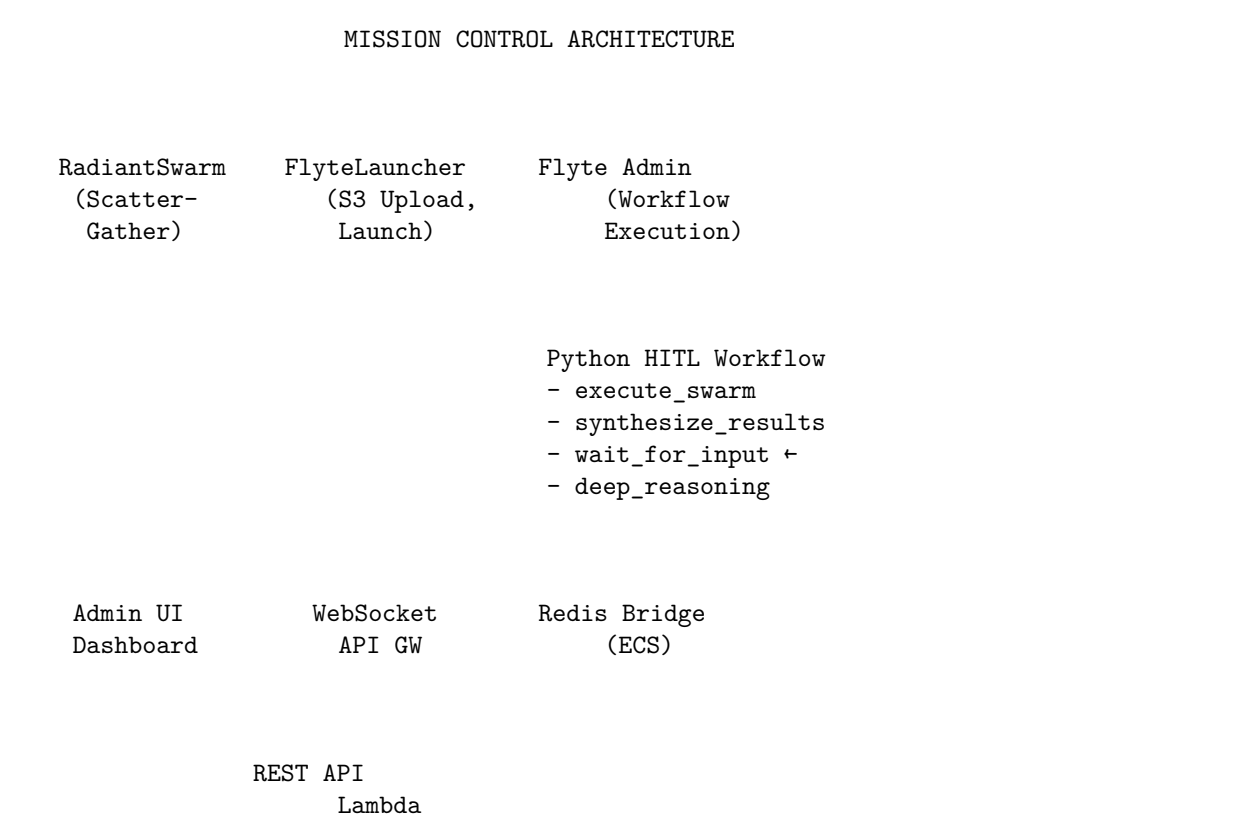 MISSION CONTROL ARCHITECTURE
RadiantSwarm FlyteLauncher Flyte Admin
(Scatter- (S3 Upload, (Workflow
Gather) Launch) Execution)
Python HITL Workflow
- execute_swarm
- synthesize_results
- wait_for_input ←
- deep_reasoning
Admin UI WebSocket Redis Bridge
Dashboard API GW (ECS)
REST API
Lambda